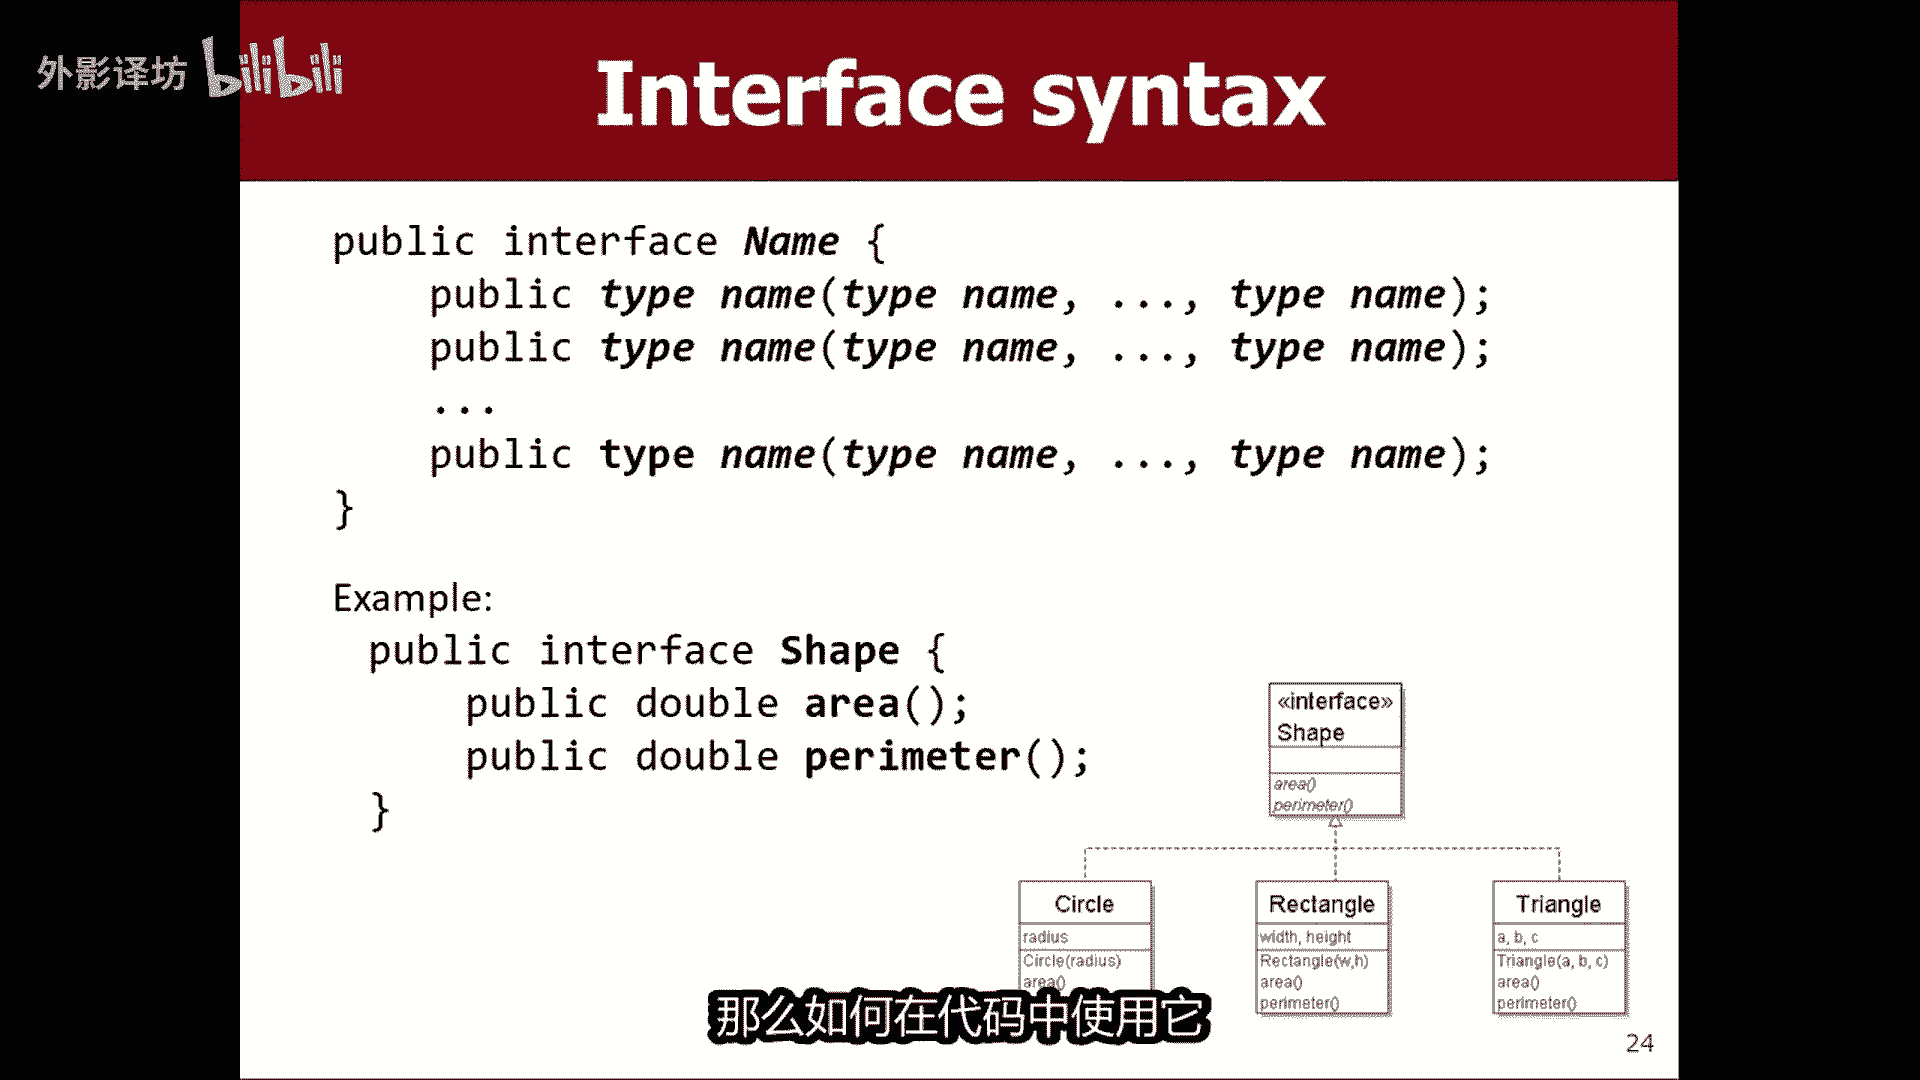 外影译坊 bilibili
Interface syntax
public interface Name {
public type name(type name, ..., type name);
public type name(type name, ..., type name);
...
public type name(type name, ..., type name);
}
Example:
public interface Shape {
public double area();
public double perimeter();
}
«interface»
Shape
area()
perimeter()
Circle
radius
Circle(radius)
area()
Rectangle
width, height
Rectangle(w,h)
area()
perimeter()
Triangle
a, b, c
Triangle(a, b, c)
area()
perimeter()
那么如何在代码中使用它
24